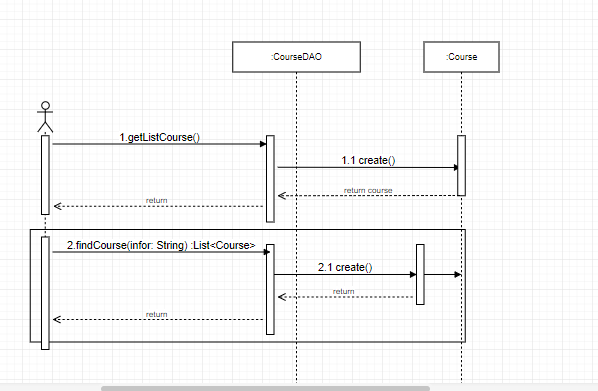 :CourseDAO
:Course
1.getListCourse()
1.1 create()
return course
return
2.findCourse(infor: String) :List<Course>
2.1 create()
return
return